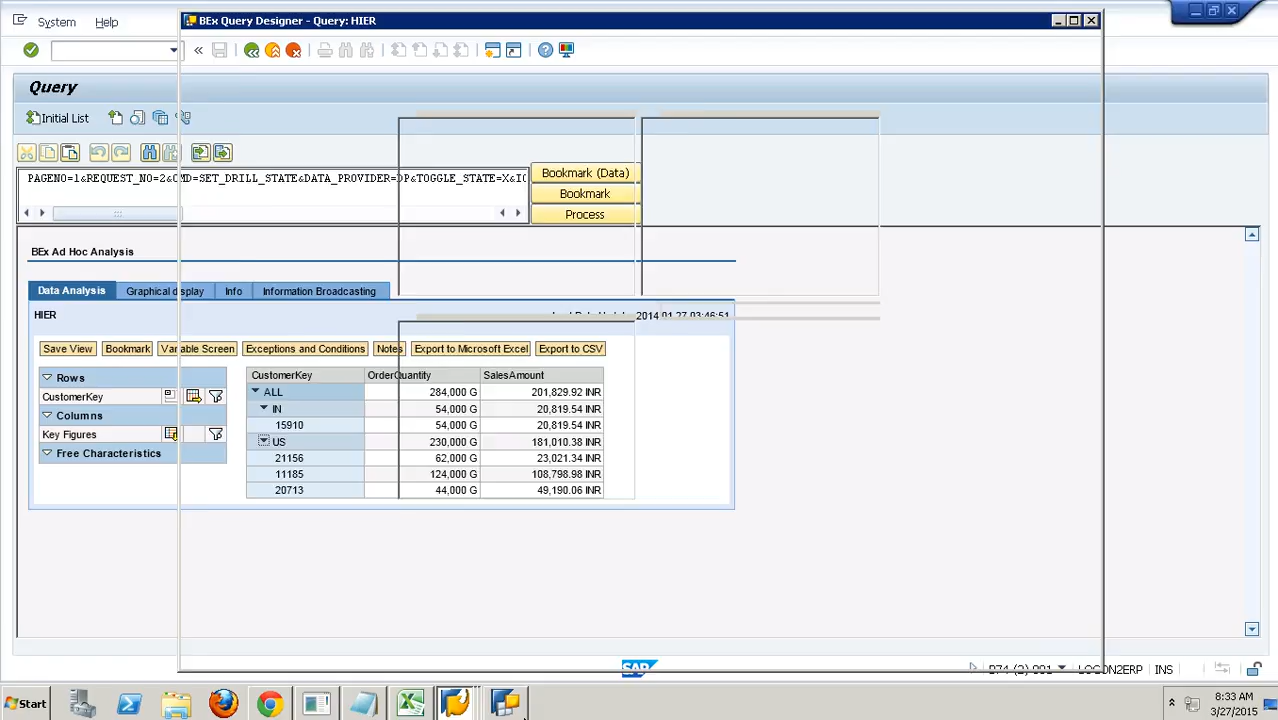 System Help
BEx Query Designer - Query: HIER
Query
Initial List
PAGENO=1&REQUEST_NO=2&CMD=SET_DRILL_STATE&DATA_PROVIDER=DP&TOGGLE_STATE=X&I
Bookmark (Data)
Bookmark
Process
BEx Ad Hoc Analysis
Data Analysis Graphical display Info Information Broadcasting
HIER
2014 01.27 03:46:51
Save View Bookmark Variable Screen Exceptions and Conditions Notes Export to Microsoft Excel Export to CSV
Rows
CustomerKey
Columns
Key Figures
Free Characteristics
CustomerKey OrderQuantity SalesAmount
ALL 284,000 G 201,829.92 INR
IN 54,000 G 20,819.54 INR
15910 54,000 G 20,819.54 INR
US 230,000 G 181,010.38 INR
21156 62,000 G 23,021.34 INR
11185 124,000 G 108,798.98 INR
20713 44,000 G 49,190.06 INR
SAP
LOGON2ERP INS
Start
8:33 AM
3/27/2015